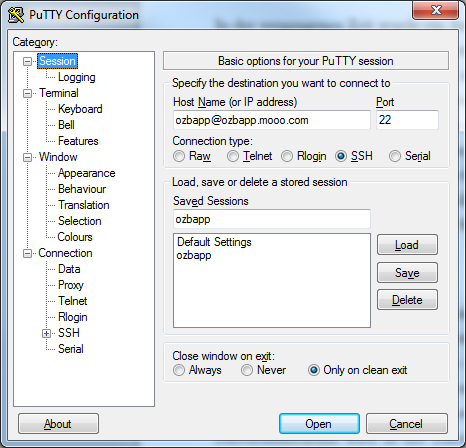 PuTTY Configuration
Category:
Session
Logging
Terminal
Keyboard
Bell
Features
Window
Appearance
Behaviour
Translation
Selection
Colours
Connection
Data
Proxy
Telnet
Rlogin
SSH
Serial
Basic options for your PuTTY session
Specify the destination you want to connect to
Host Name (or IP address) Port
ozbapp@ozbapp.mooo.com 22
Connection type:
Raw Telnet Rlogin SSH Serial
Load, save or delete a stored session
Saved Sessions
ozbapp
Default Settings
ozbapp
Load
Save
Delete
Close window on exit:
Always Never Only on clean exit
About Open Cancel